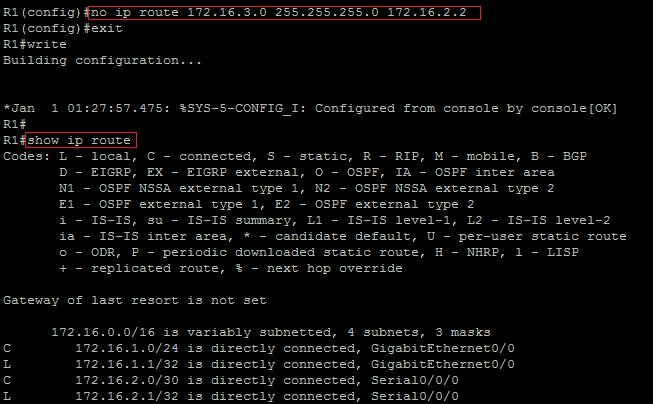 R1(config)#no ip route 172.16.3.0 255.255.255.0 172.16.2.2
R1(config)#exit
R1#write
Building configuration...
*Jan  1 01:27:57.475: %SYS-5-CONFIG_I: Configured from console by console[OK]
R1#
R1#show ip route
Codes: L - local, C - connected, S - static, R - RIP, M - mobile, B - BGP
       D - EIGRP, EX - EIGRP external, O - OSPF, IA - OSPF inter area
       N1 - OSPF NSSA external type 1, N2 - OSPF NSSA external type 2
       E1 - OSPF external type 1, E2 - OSPF external type 2
       i - IS-IS, su - IS-IS summary, L1 - IS-IS level-1, L2 - IS-IS level-2
       ia - IS-IS inter area, * - candidate default, U - per-user static route
       o - ODR, P - periodic downloaded static route, H - NHRP, l - LISP
       + - replicated route, % - next hop override
Gateway of last resort is not set
      172.16.0.0/16 is variably subnetted, 4 subnets, 3 masks
C        172.16.1.0/24 is directly connected, GigabitEthernet0/0
L        172.16.1.1/32 is directly connected, GigabitEthernet0/0
C        172.16.2.0/30 is directly connected, Serial0/0/0
L        172.16.2.1/32 is directly connected, Serial0/0/0